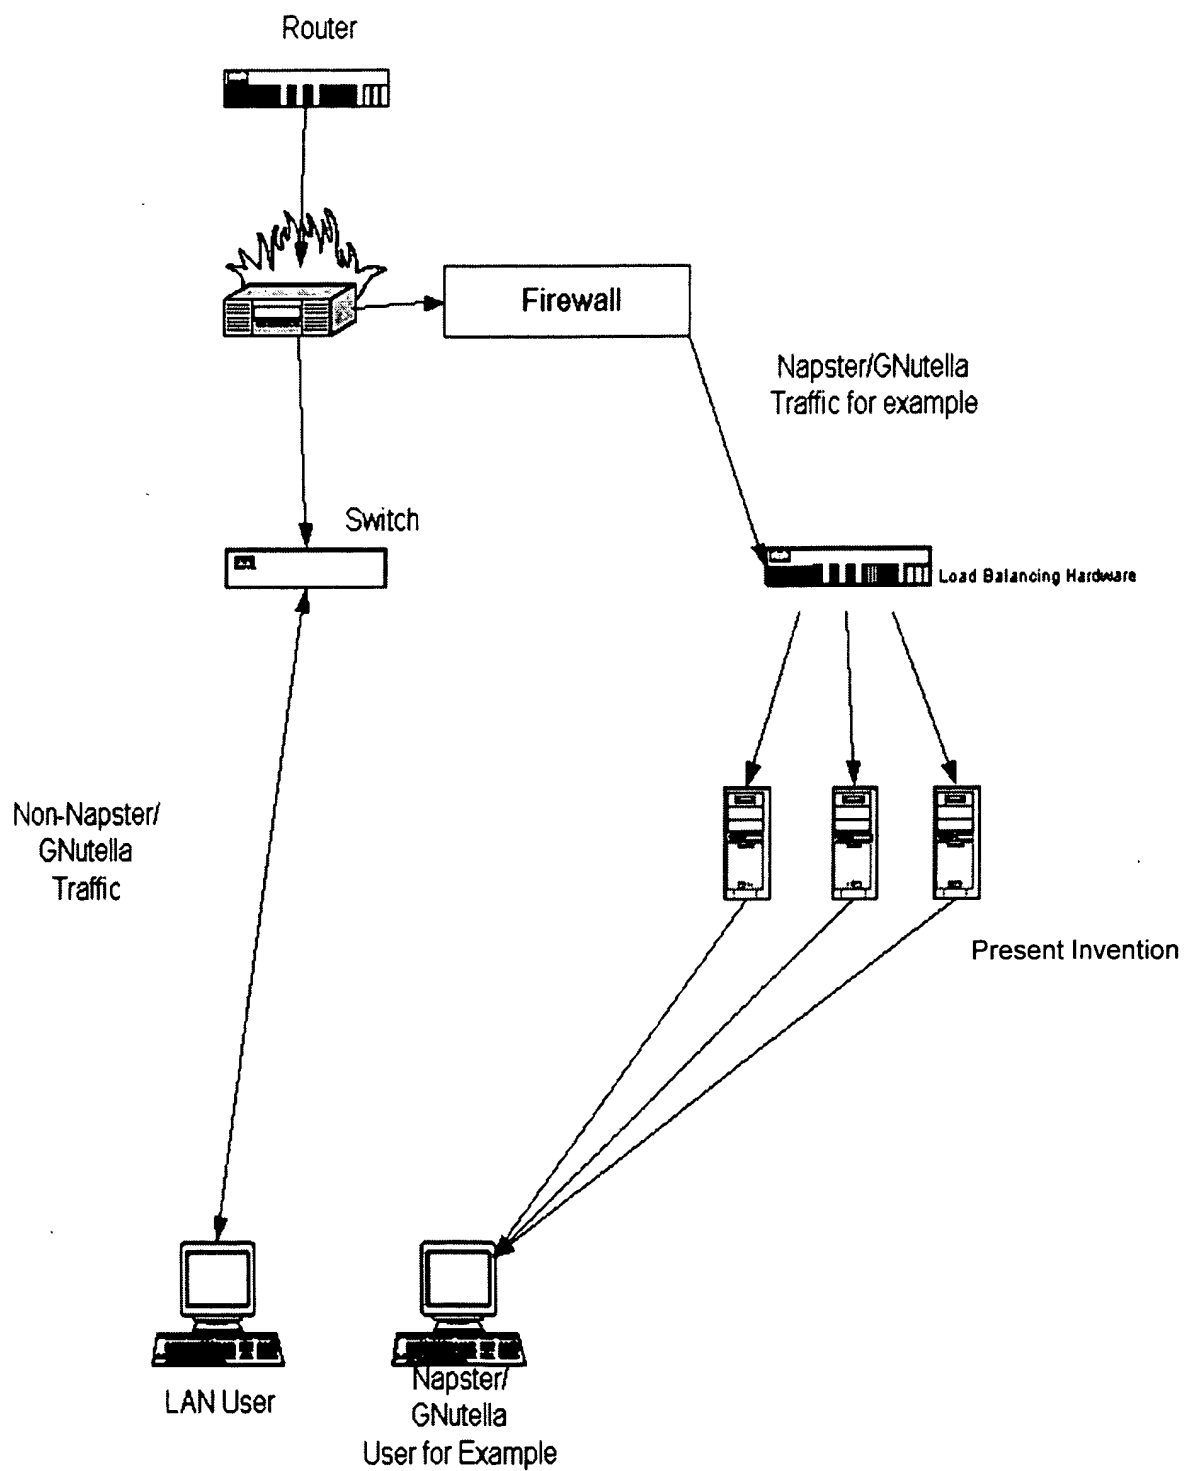 Router
Firewall
Napster/GNutella
Traffic for example
Switch
Load Balancing Hardware
Non-Napster/
GNutella
Traffic
Present Invention
LAN User
Napster/
GNutella
User for Example